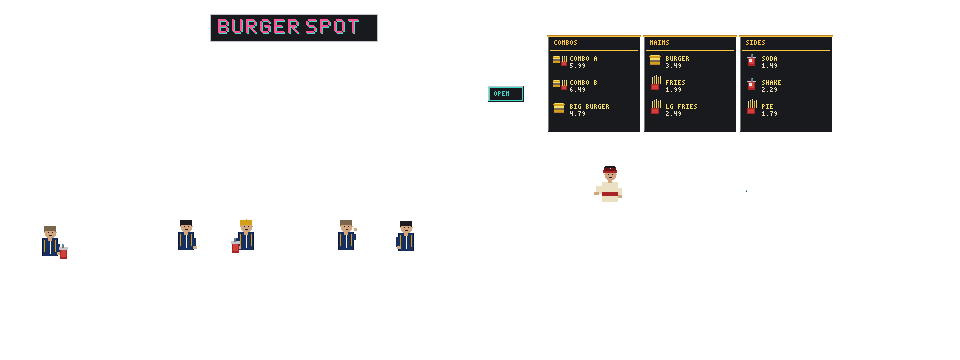 BURGER SPOT
OPEN
COMBOS
COMBO A
5.99
COMBO B
6.49
BIG BURGER
4.79
MAINS
BURGER
3.49
FRIES
1.99
LG FRIES
2.49
SIDES
SODA
1.49
SHAKE
2.29
PIE
1.79